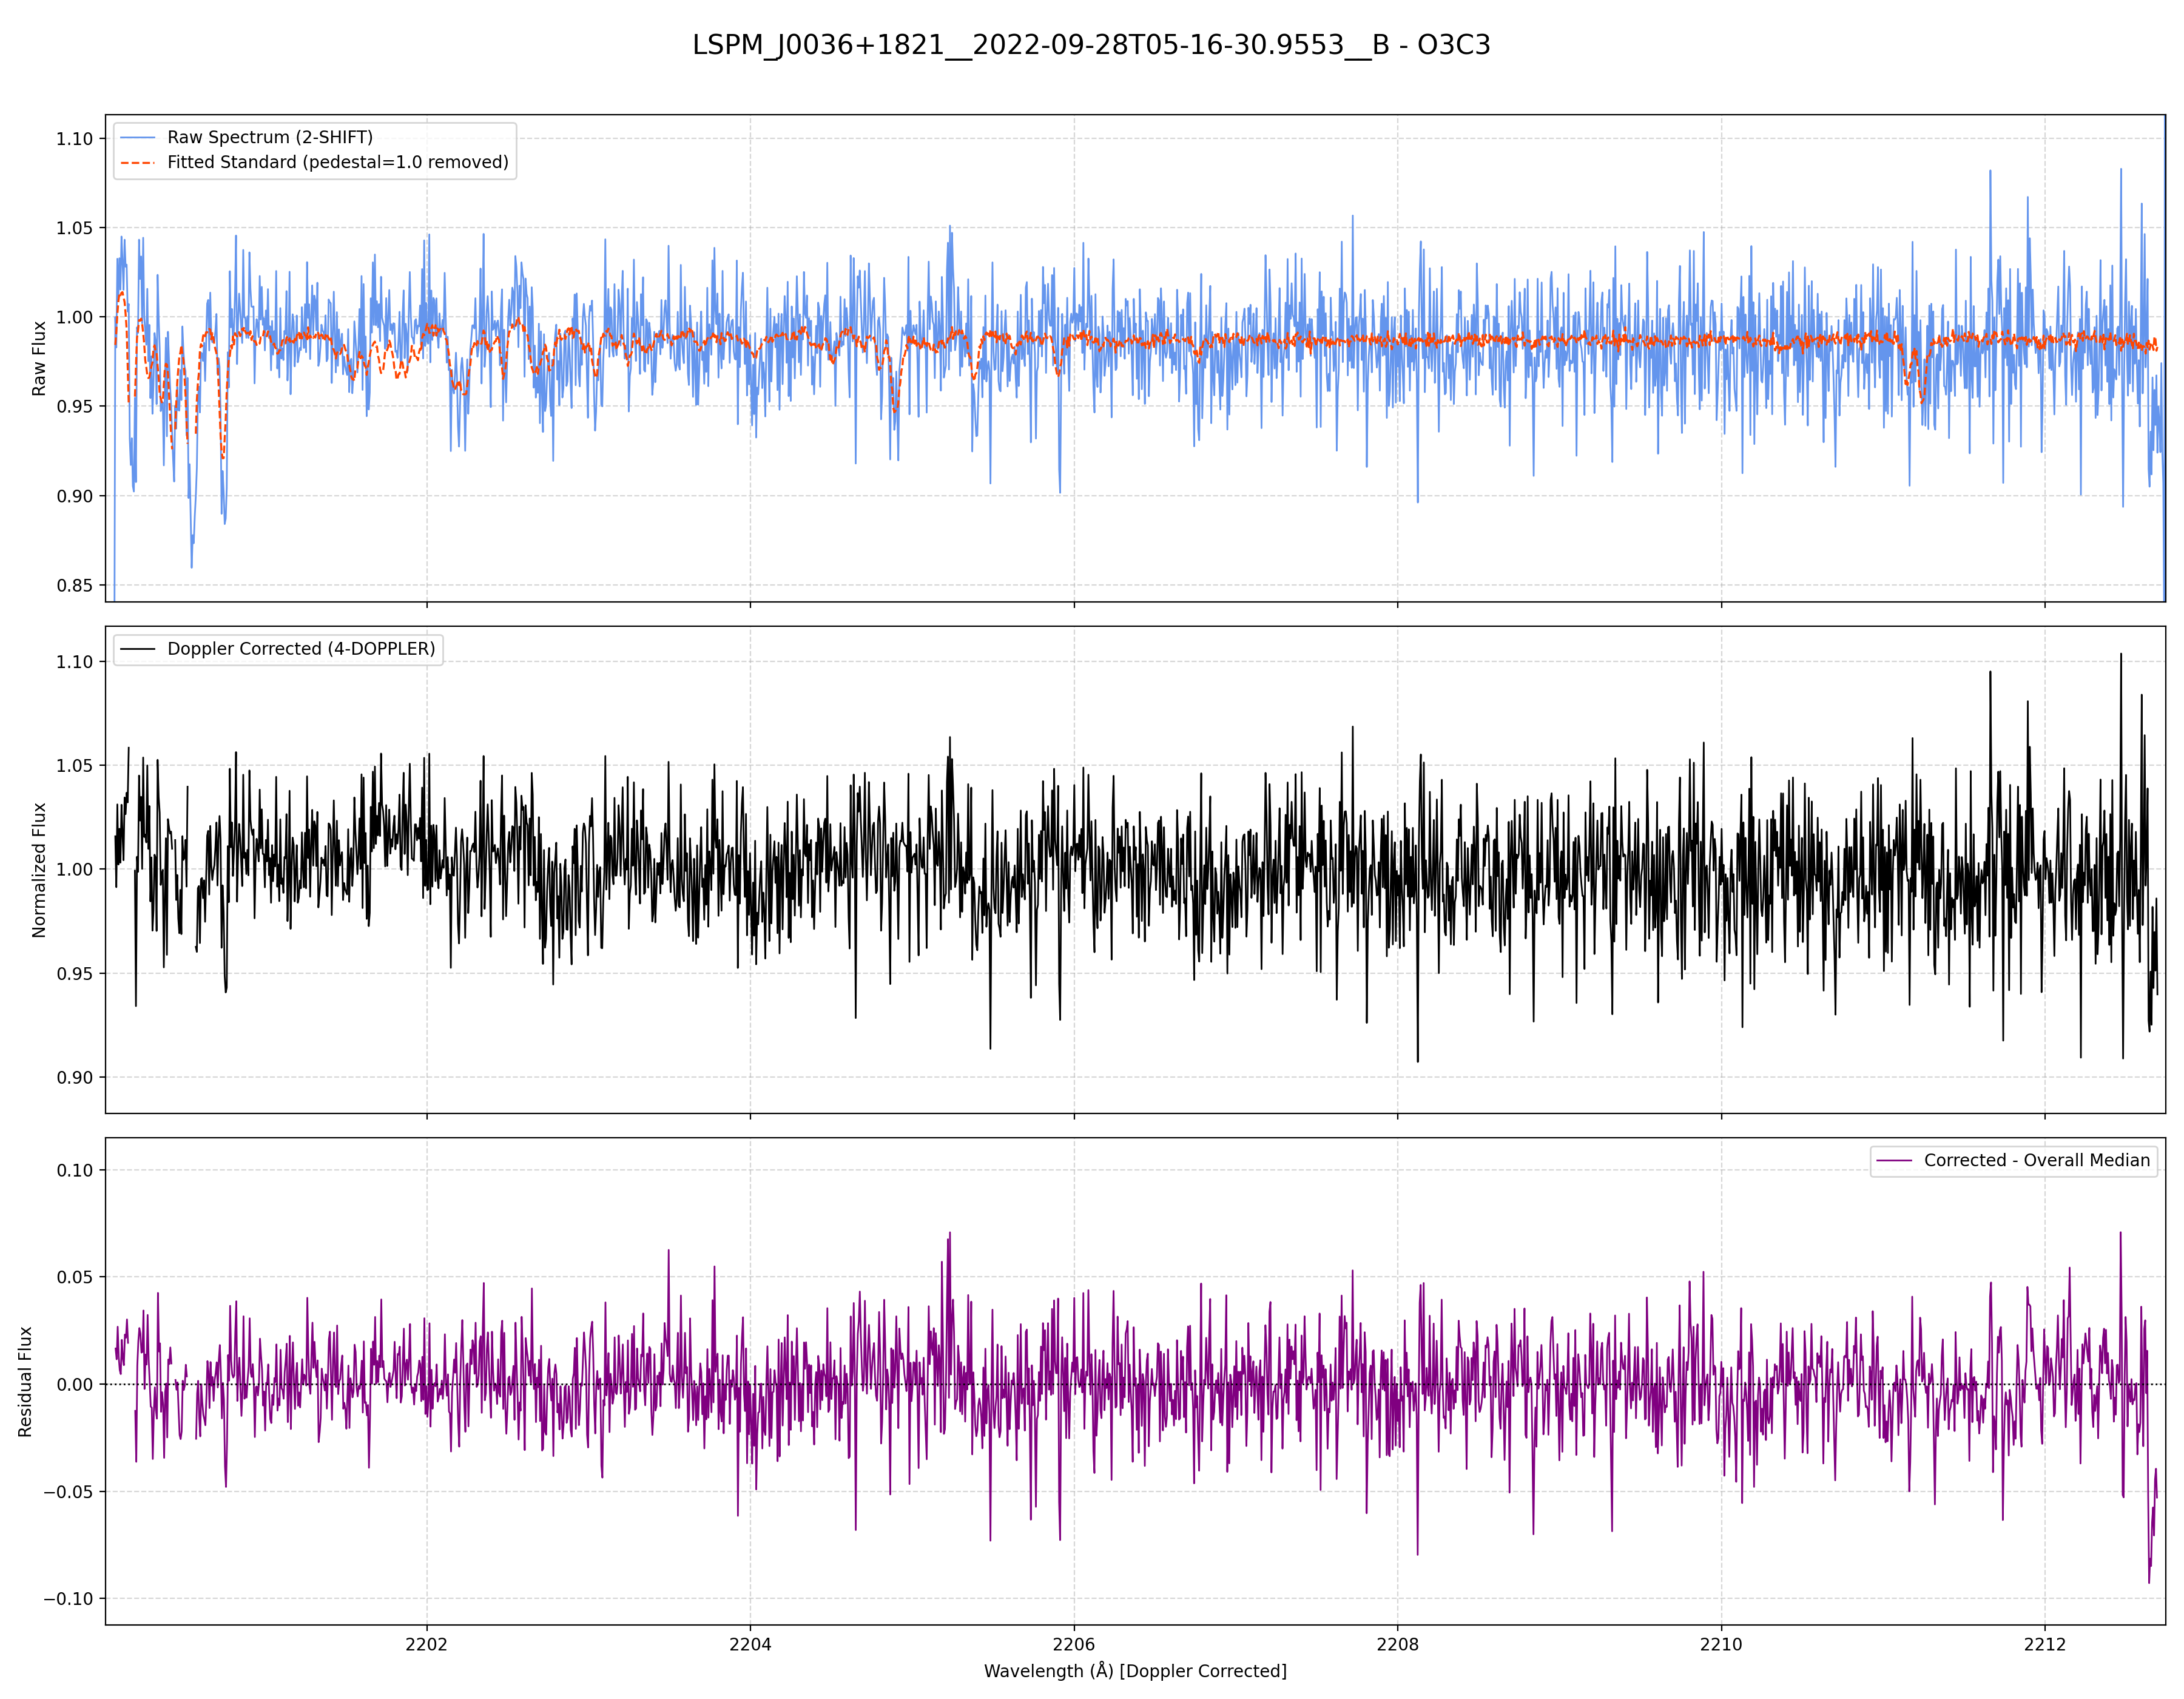 LSPM_J0036+1821__2022-09-28T05-16-30.9553__B - O3C3
Raw Spectrum (2-SHIFT)
Fitted Standard (pedestal=1.0 removed)
1.10
1.05
1.00
0.95
0.90
0.85
Raw Flux
Doppler Corrected (4-DOPPLER)
1.10
1.05
1.00
0.95
0.90
Normalized Flux
Corrected - Overall Median
0.10
0.05
0.00
−0.05
−0.10
Residual Flux
2202
2204
2206
2208
2210
2212
Wavelength (Å) [Doppler Corrected]